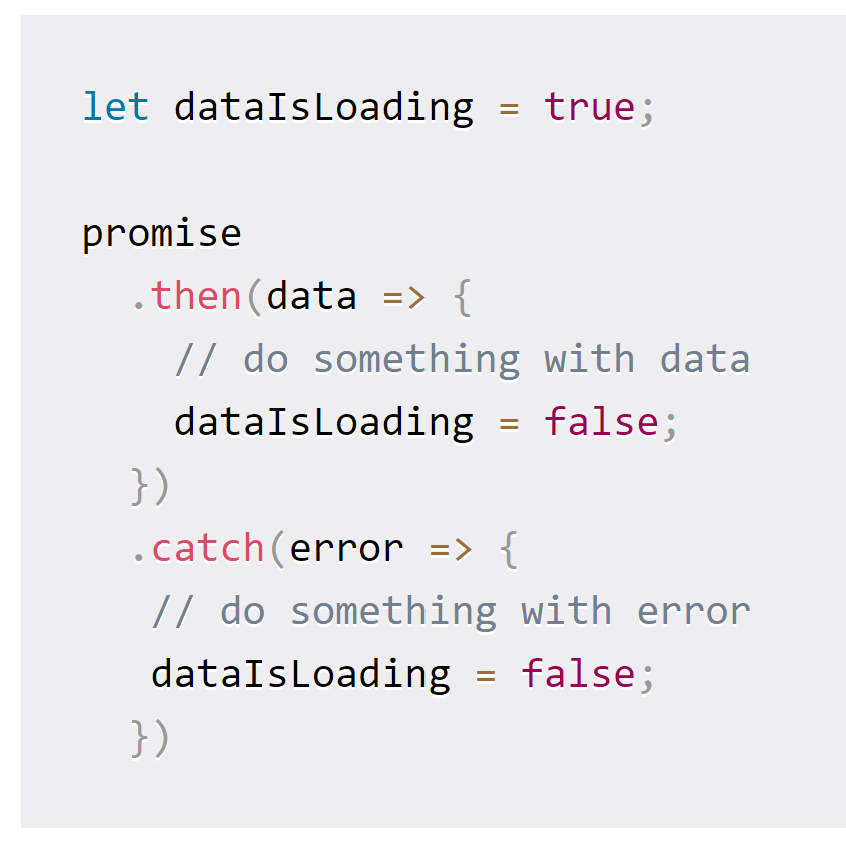 let dataIsLoading = true;
promise
  .then(data => {
    // do something with data
    dataIsLoading = false;
  })
  .catch(error => {
   // do something with error
   dataIsLoading = false;
  })